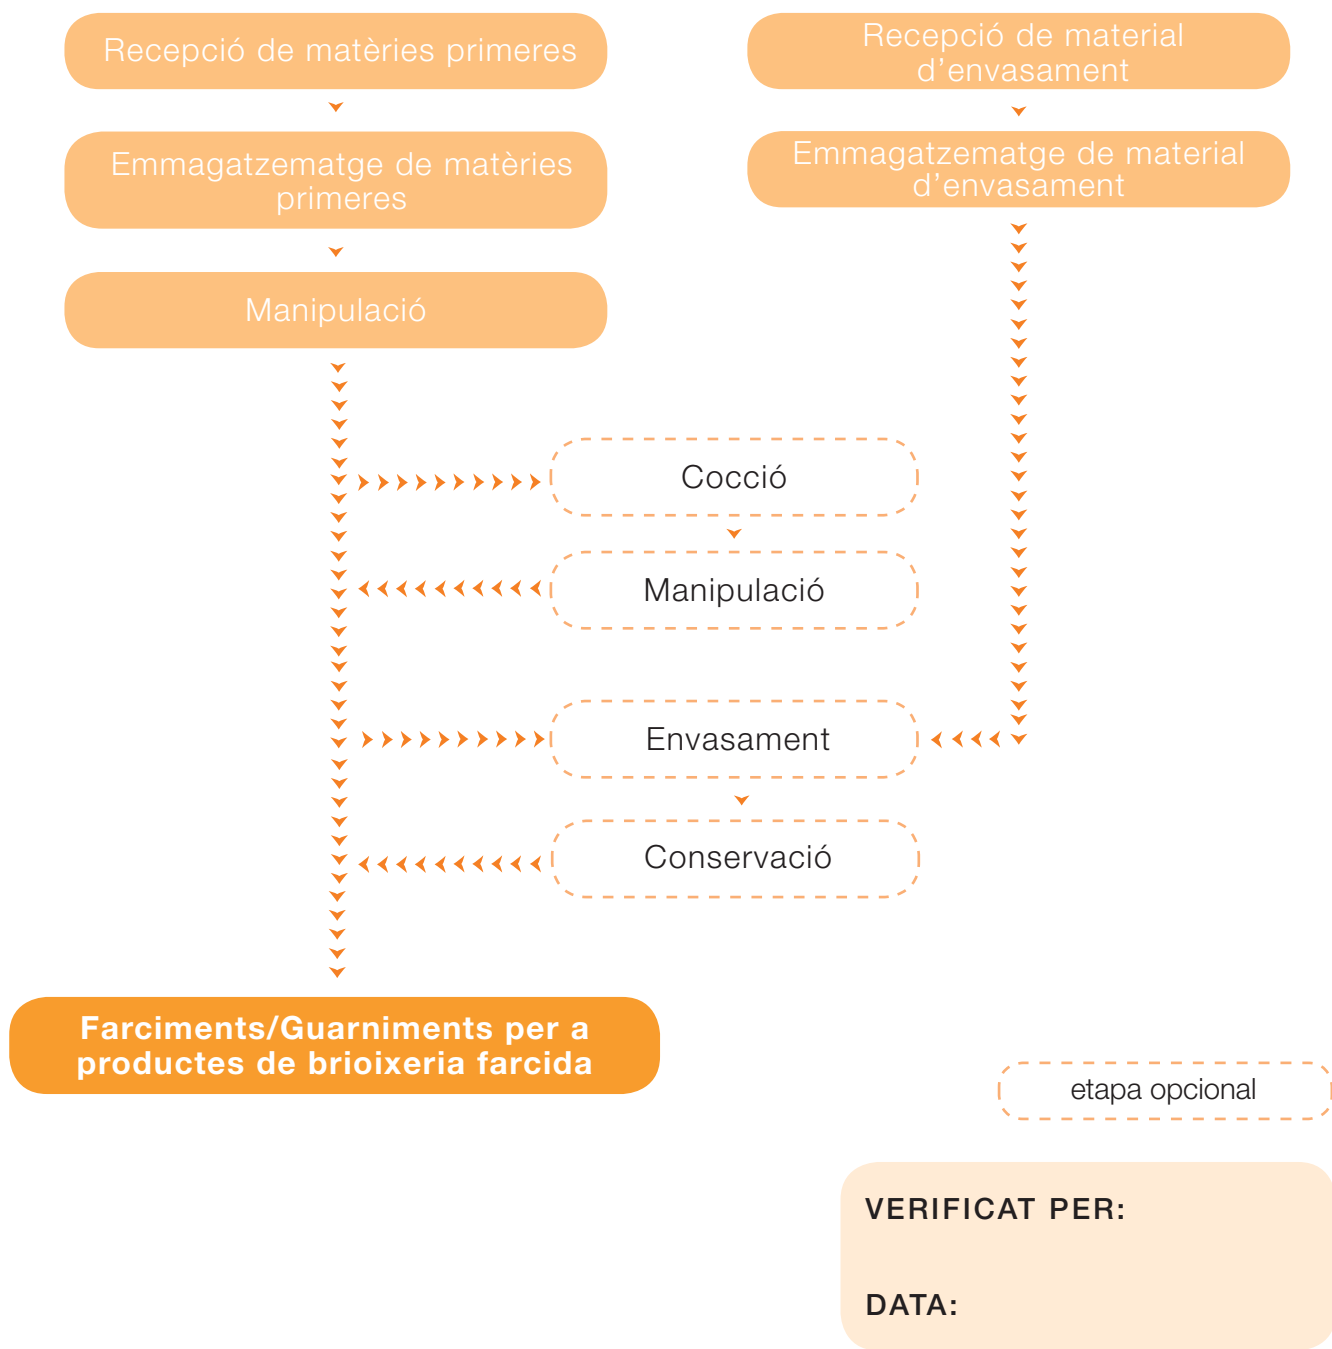 Recepció de matèries primeres
Emmagatzematge de matèries
primeres
Manipulació
Recepció de material
d’envasament
Emmagatzematge de material
d’envasament
Cocció
Manipulació
Envasament
Conservació
Farciments/Guarniments per a
productes de brioixeria farcida
etapa opcional
VERIFICAT PER:
DATA: